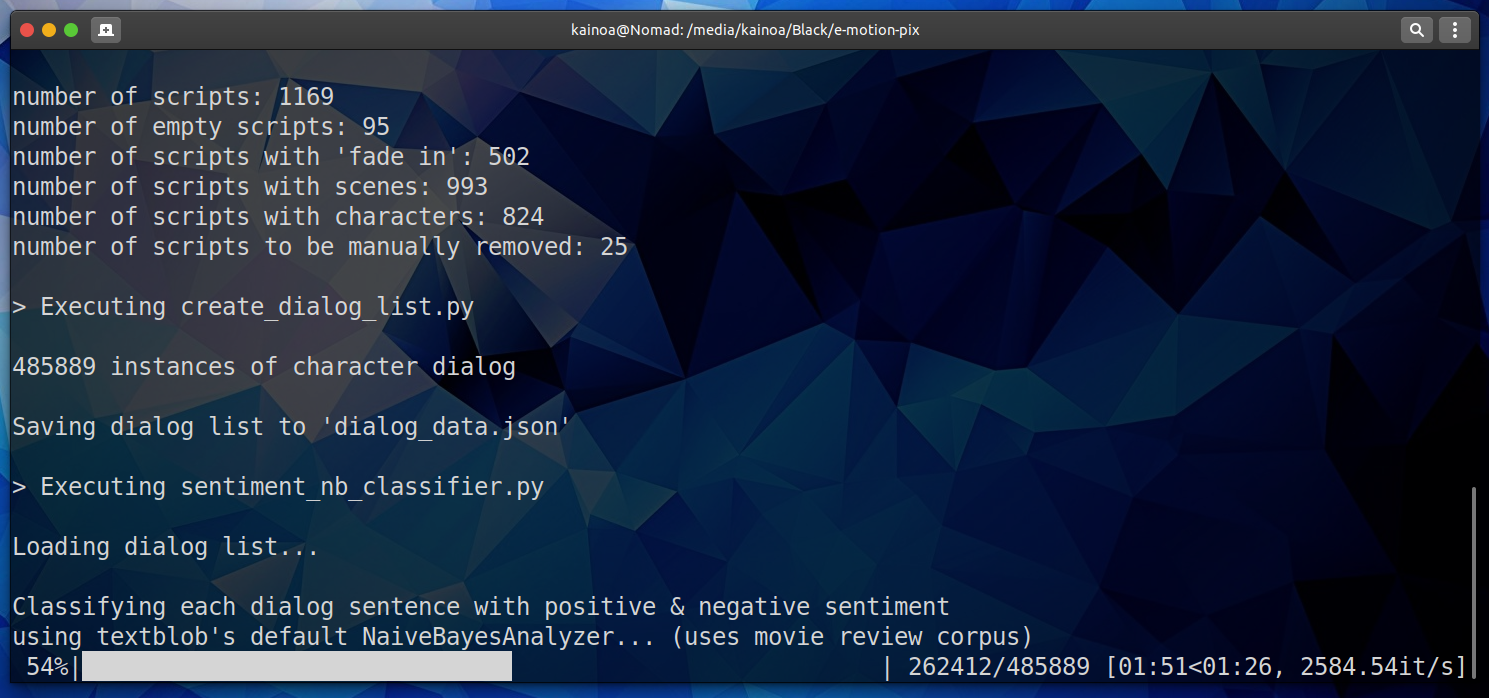 kainoa@Nomad: /media/kainoa/Black/e-motion-pix
number of scripts: 1169
number of empty scripts: 95
number of scripts with 'fade in': 502
number of scripts with scenes: 993
number of scripts with characters: 824
number of scripts to be manually removed: 25
> Executing create_dialog_list.py
485889 instances of character dialog
Saving dialog list to 'dialog_data.json'
> Executing sentiment_nb_classifier.py
Loading dialog list...
Classifying each dialog sentence with positive & negative sentiment
using textblob's default NaiveBayesAnalyzer... (uses movie review corpus)
54%| | 262412/485889 [01:51<01:26, 2584.54it/s]